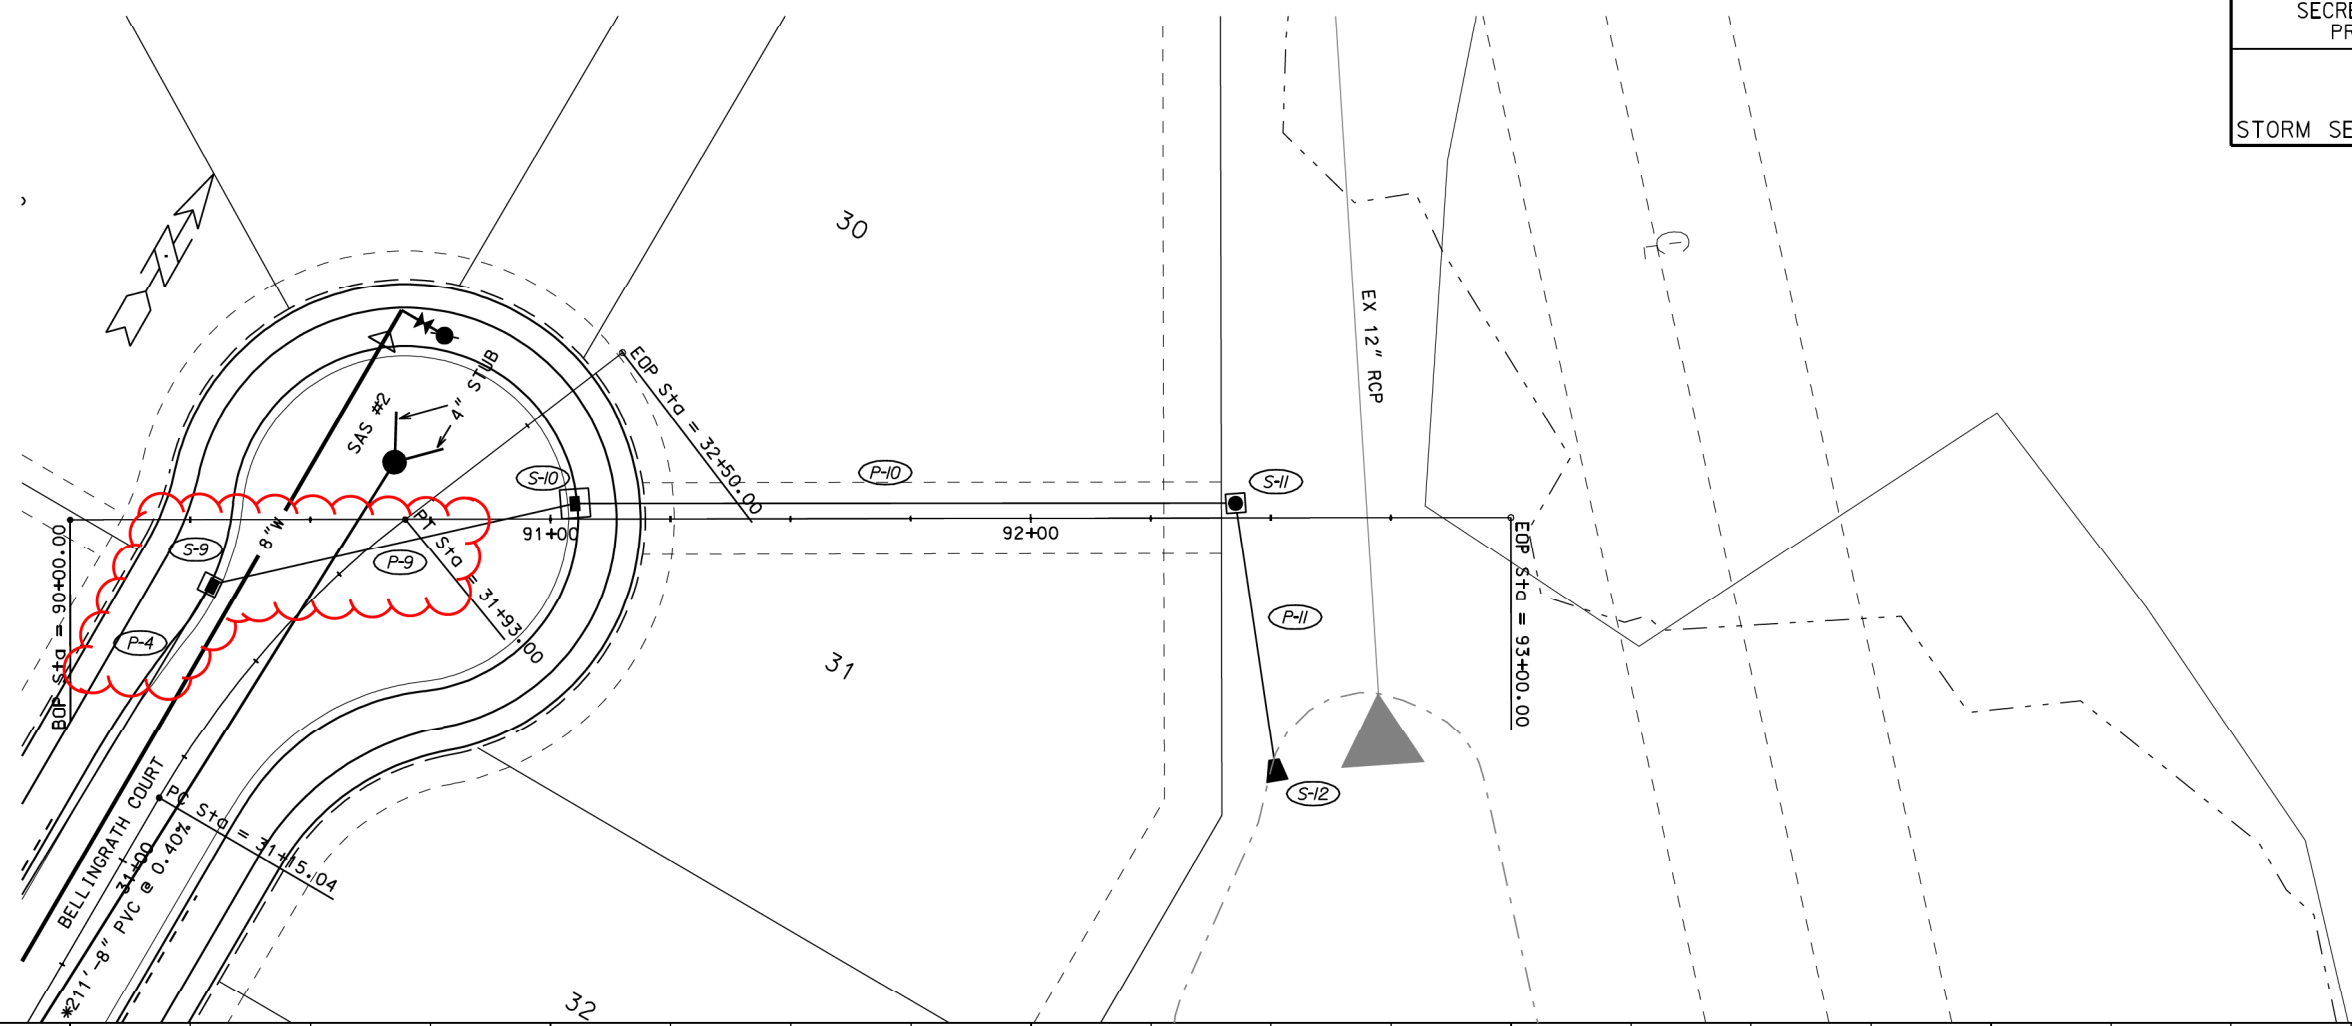 SECRE
PR
STORM SE
30
EX 12" RCP
CL
4" STUB
SAS #2
EOP Sta = 32+50.00
S-10
P-10
S-11
8"W
S-9
P-9
PT Sta = 31+93.00
91+00
92+00
BOP Sta = 90+00.00
EOP Sta = 93+00.00
P-4
P-11
31
S-12
BELLINGRATH COURT
PC Sta = 31+15.04
31+00
*211'-8" PVC @ 0.40%
32